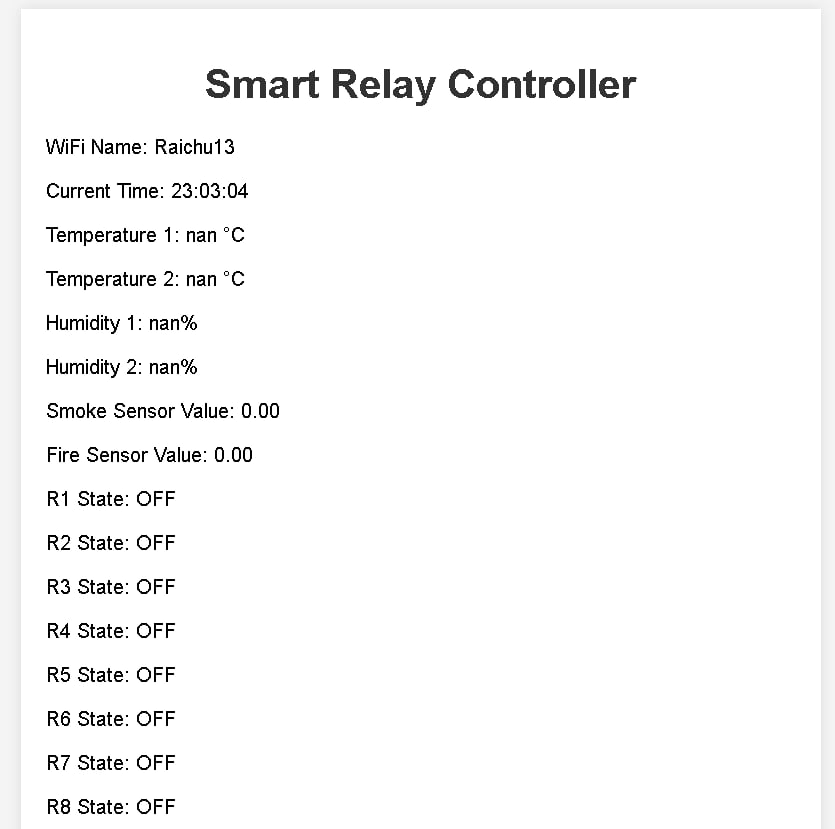 Smart Relay Controller
WiFi Name: Raichu13
Current Time: 23:03:04
Temperature 1: nan °C
Temperature 2: nan °C
Humidity 1: nan%
Humidity 2: nan%
Smoke Sensor Value: 0.00
Fire Sensor Value: 0.00
R1 State: OFF
R2 State: OFF
R3 State: OFF
R4 State: OFF
R5 State: OFF
R6 State: OFF
R7 State: OFF
R8 State: OFF